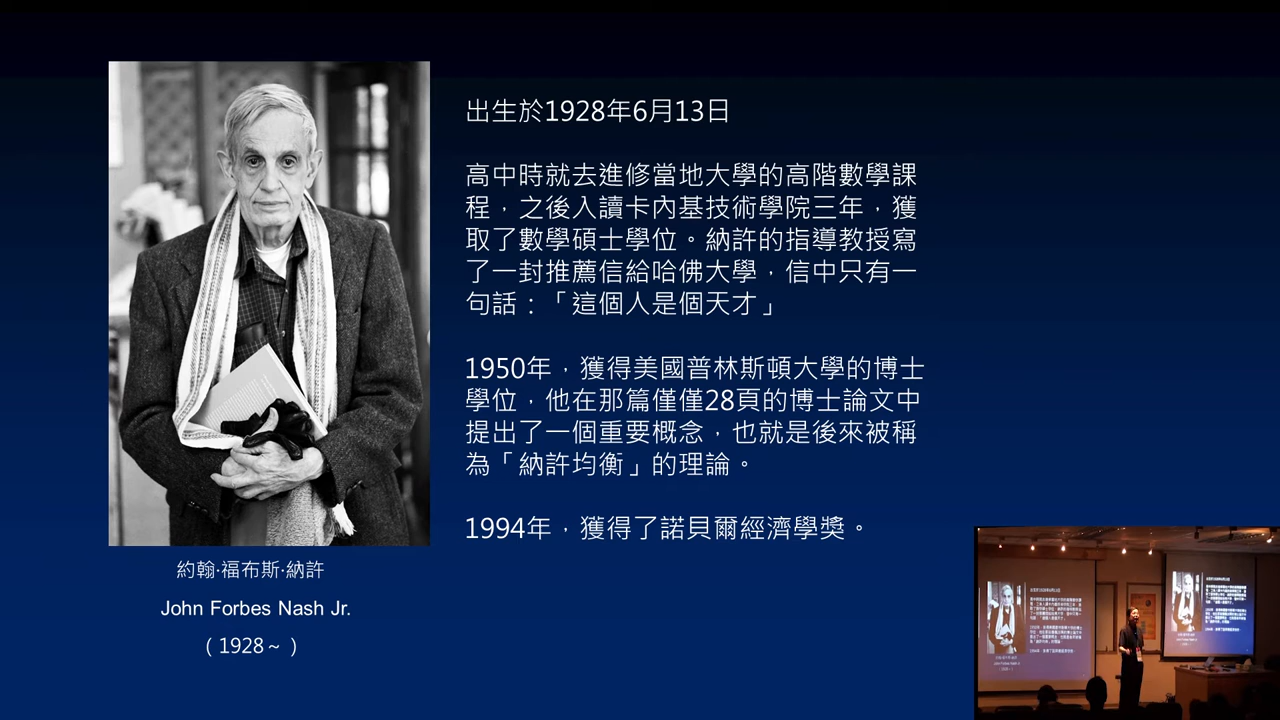 出生於1928年6月13日
高中時就去進修當地大學的高階數學課
程，之後入讀卡內基技術學院三年，獲
取了數學碩士學位。納許的指導教授寫
了一封推薦信給哈佛大學，信中只有一
句話：「這個人是個天才」
1950年，獲得美國普林斯頓大學的博士
學位，他在那篇僅僅28頁的博士論文中
提出了一個重要概念，也就是後來被稱
為「納許均衡」的理論。
1994年，獲得了諾貝爾經濟學獎。
約翰·福布斯·納許
John Forbes Nash Jr.
（1928～）